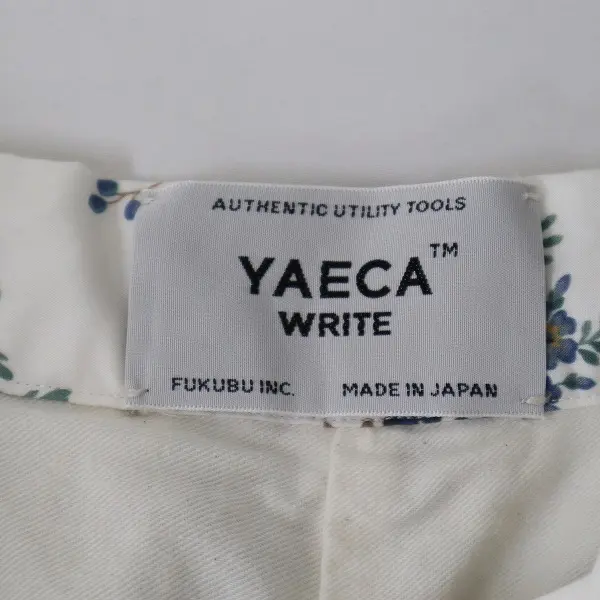 AUTHENTIC UTILITY TOOLS
YAECA™
WRITE
FUKUBU INC. MADE IN JAPAN